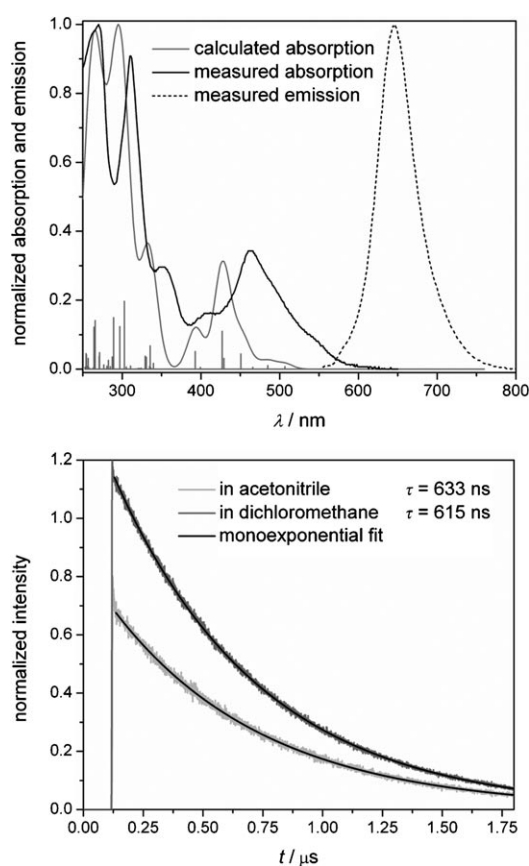 calculated absorption
measured absorption
measured emission
normalized absorption and emission
1.0
0.8
0.6
0.4
0.2
0.0
300 400 500 600 700 800
λ / nm
in acetonitrile τ = 633 ns
in dichloromethane τ = 615 ns
monoexponential fit
normalized intensity
1.2
1.0
0.8
0.6
0.4
0.2
0.0
0.00 0.25 0.50 0.75 1.00 1.25 1.50 1.75
t / μs